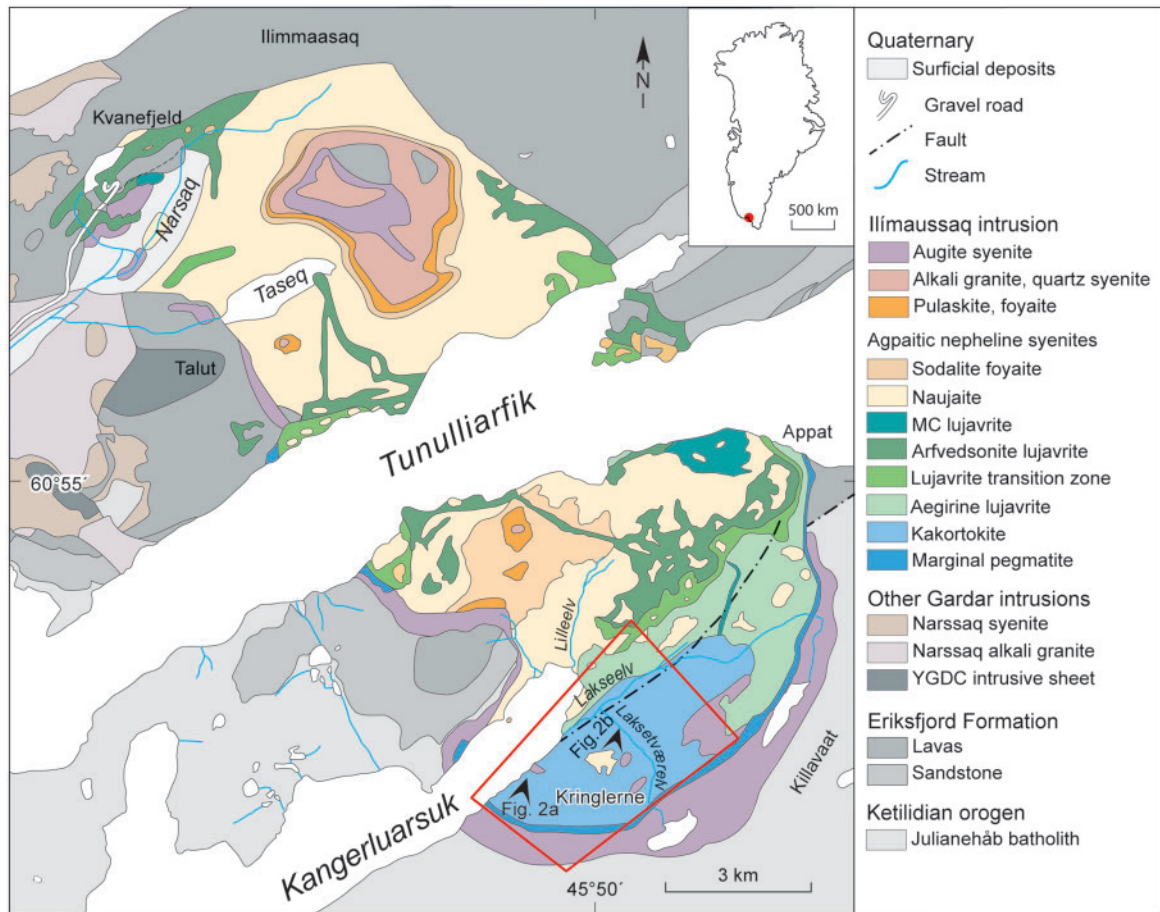 Ilimmaasaq
N
Kvanefjeld
Narsaq
Taseq
500 km
Talut
Tunulliarfik
Appat
60°55´
Lilleelv
Lakseelv
Laksetværelv
Fig. 2b
Killavaat
Kringlerne
Fig. 2a
Kangerluarsuk
45°50´
3 km
Quaternary
Surficial deposits
Gravel road
Fault
Stream
Ilímaussaq intrusion
Augite syenite
Alkali granite, quartz syenite
Pulaskite, foyaite
Agpaitic nepheline syenites
Sodalite foyaite
Naujaite
MC lujavrite
Arfvedsonite lujavrite
Lujavrite transition zone
Aegirine lujavrite
Kakortokite
Marginal pegmatite
Other Gardar intrusions
Narssaq syenite
Narssaq alkali granite
YGDC intrusive sheet
Eriksfjord Formation
Lavas
Sandstone
Ketilidian orogen
Julianehåb batholith